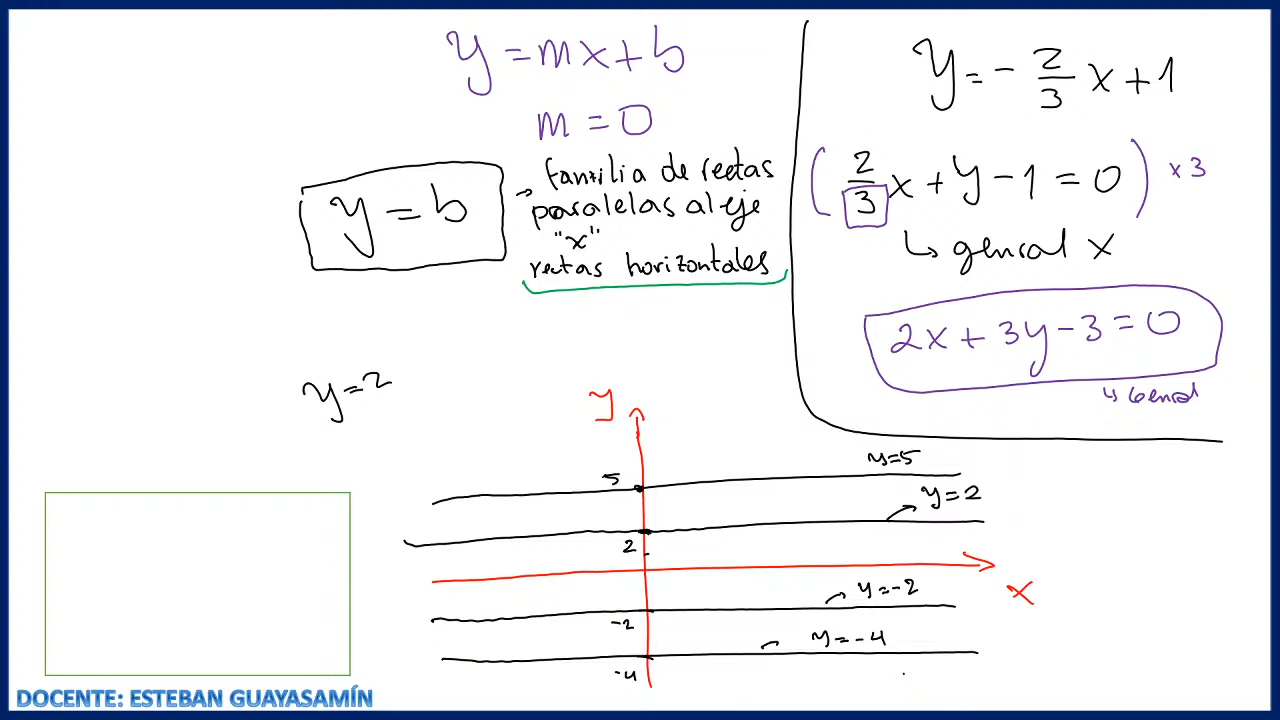 y = mx + b
m = 0
y = b
→ familia de rectas
paralelas al eje
"x"
rectas horizontales
y = - 2/3 x + 1
( 2/3 x + y - 1 = 0 ) x 3
↳ general x
2x + 3y - 3 = 0
↳ General
y = 2
y
5
y = 5
y = 2
2
x
y = -2
-2
y = -4
-4
DOCENTE: ESTEBAN GUAYASAMÍN